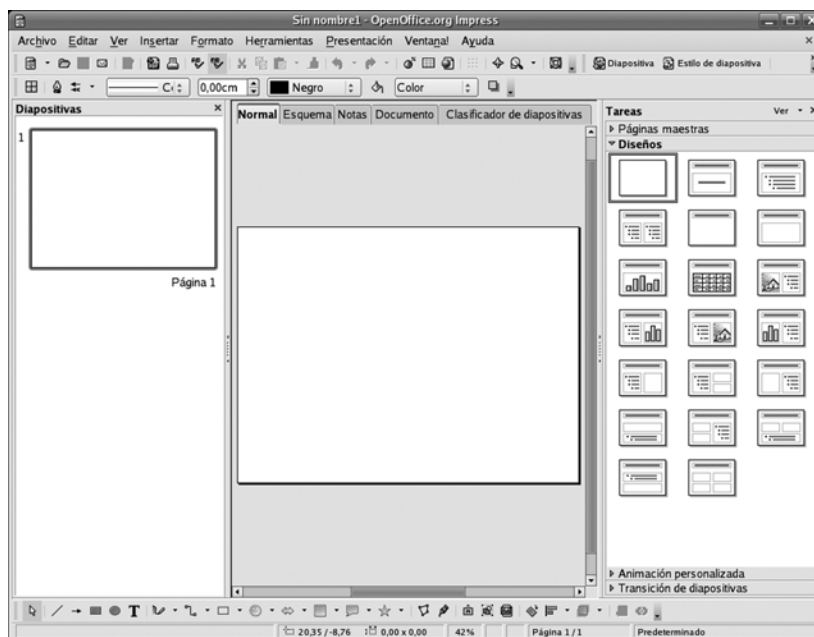 Sin nombre1 - OpenOffice.org Impress
Archivo Editar Ver Insertar Formato Herramientas Presentación Ventanal Ayuda
Diapositiva Estilo de diapositiva
0,00cm Negro Color
Diapositivas
Normal Esquema Notas Documento Clasificador de diapositivas
Tareas Ver
Páginas maestras
Diseños
1
Página 1
Animación personalizada
Transición de diapositivas
T
20,35 / -8,76 0,00 x 0,00 42% Página 1 / 1 Predeterminado